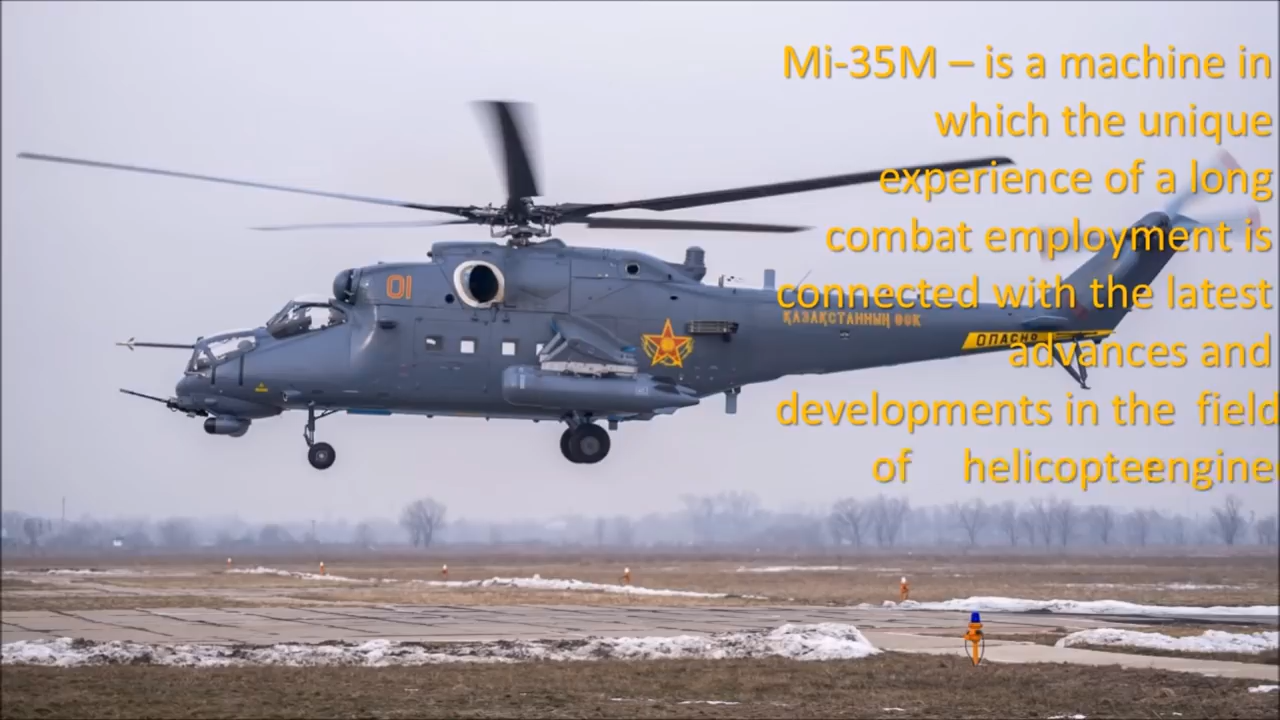 Mi-35M – is a machine in
which the unique
experience of a long
combat employment is
connected with the latest
advances and
developments in the field
of helicopteengine
01
ҚАЗАҚСТАННЫҢ ӘҚК
ОПАСНО